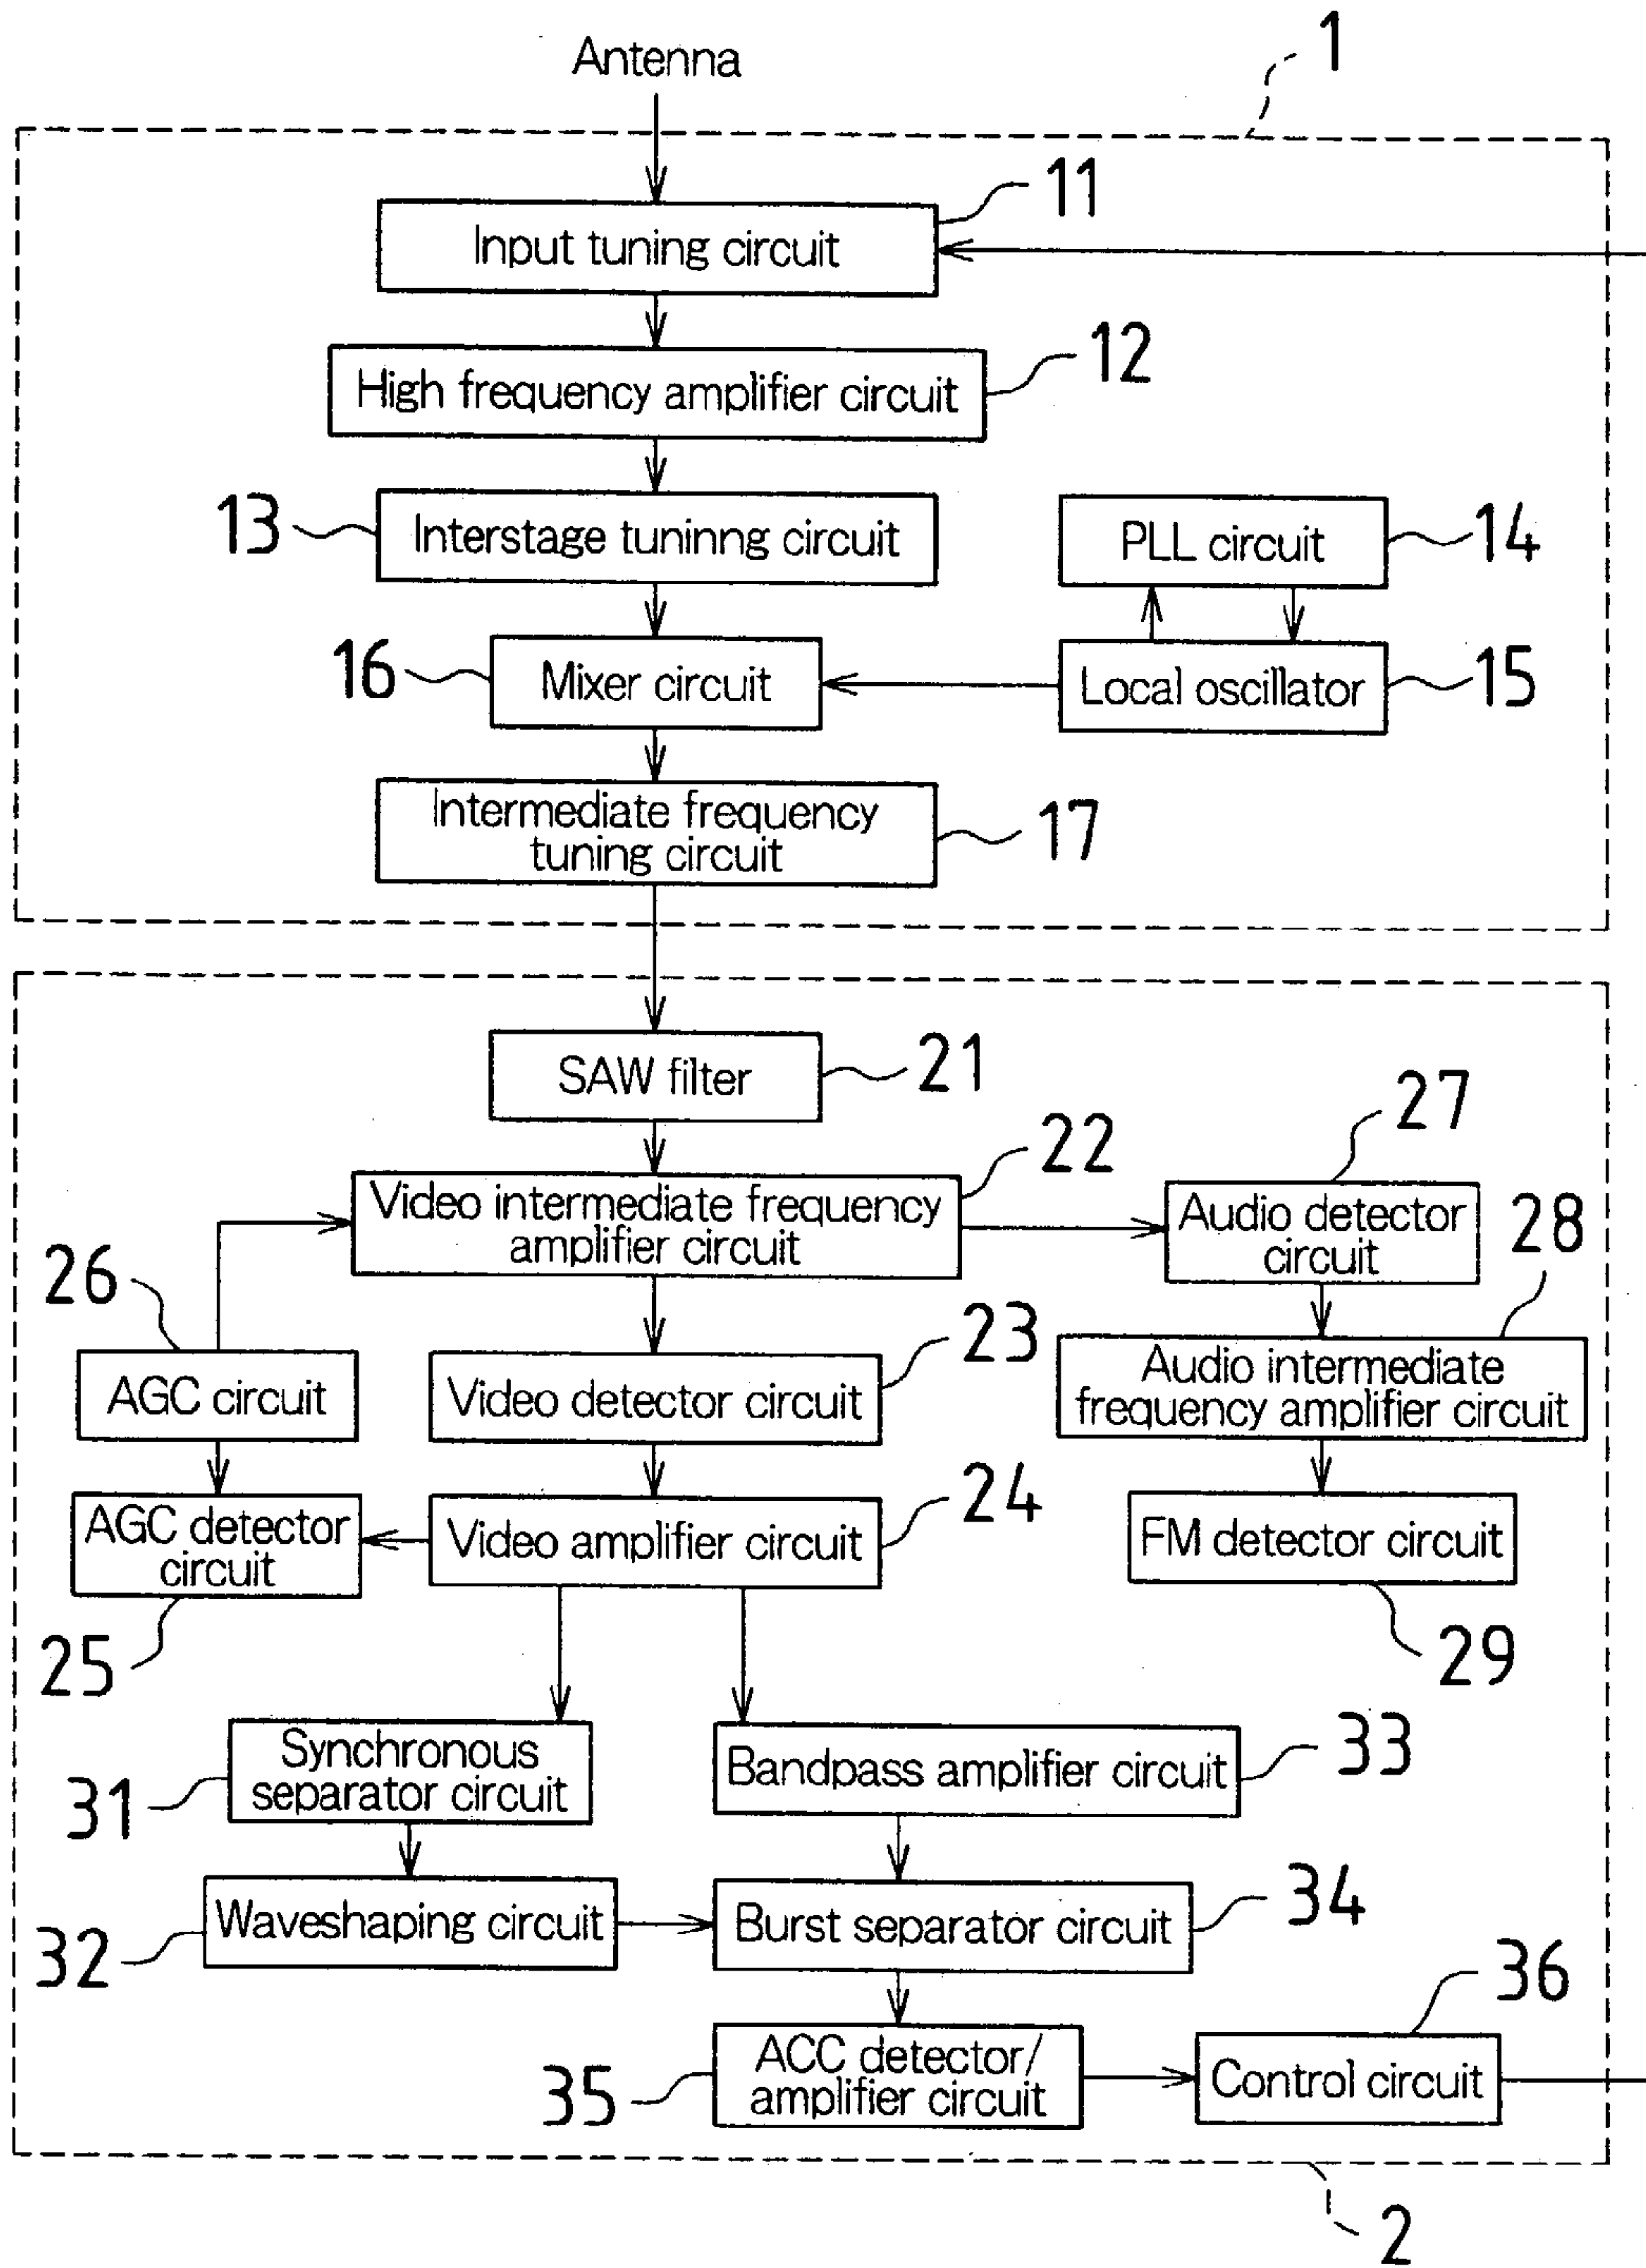 1
Antenna
11
Input tuning circuit
12
High frequency amplifier circuit
13
Interstage tuninng circuit
PLL circuit
14
16
Mixer circuit
Local oscillator
15
Intermediate frequency
tuning circuit
17
SAW filter
21
22
27
Video intermediate frequency
amplifier circuit
Audio detector
circuit
28
26
23
AGC circuit
Video detector circuit
Audio intermediate
frequency amplifier circuit
24
AGC detector
circuit
Video amplifier circuit
FM detector circuit
25
29
Synchronous
separator circuit
31
Bandpass amplifier circuit
33
Waveshaping circuit
32
Burst separator circuit
34
36
ACC detector/
amplifier circuit
35
Control circuit
2